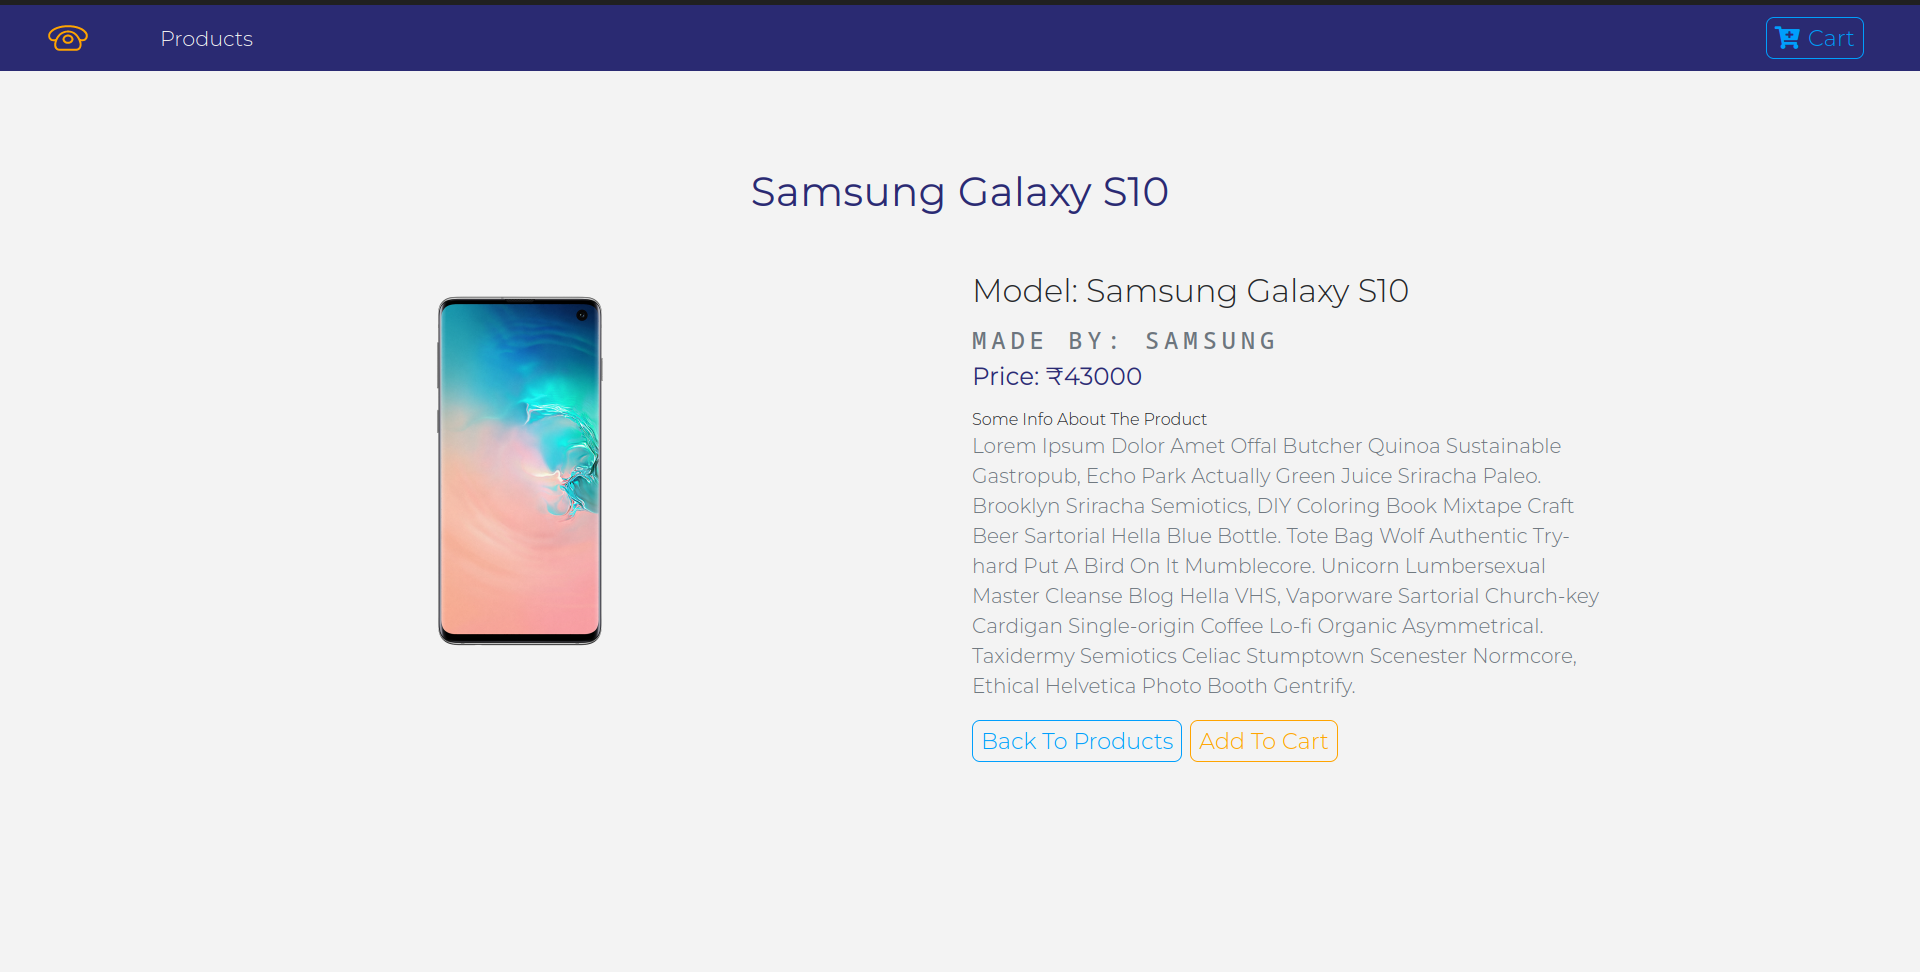 Products
Cart
Samsung Galaxy S10
Model: Samsung Galaxy S10
MADE BY: SAMSUNG
Price: ₹43000
Some Info About The Product
Lorem Ipsum Dolor Amet Offal Butcher Quinoa Sustainable
Gastropub, Echo Park Actually Green Juice Sriracha Paleo.
Brooklyn Sriracha Semiotics, DIY Coloring Book Mixtape Craft
Beer Sartorial Hella Blue Bottle. Tote Bag Wolf Authentic Try-
hard Put A Bird On It Mumblecore. Unicorn Lumbersexual
Master Cleanse Blog Hella VHS, Vaporware Sartorial Church-key
Cardigan Single-origin Coffee Lo-fi Organic Asymmetrical.
Taxidermy Semiotics Celiac Stumptown Scenester Normcore,
Ethical Helvetica Photo Booth Gentrify.
Back To Products
Add To Cart